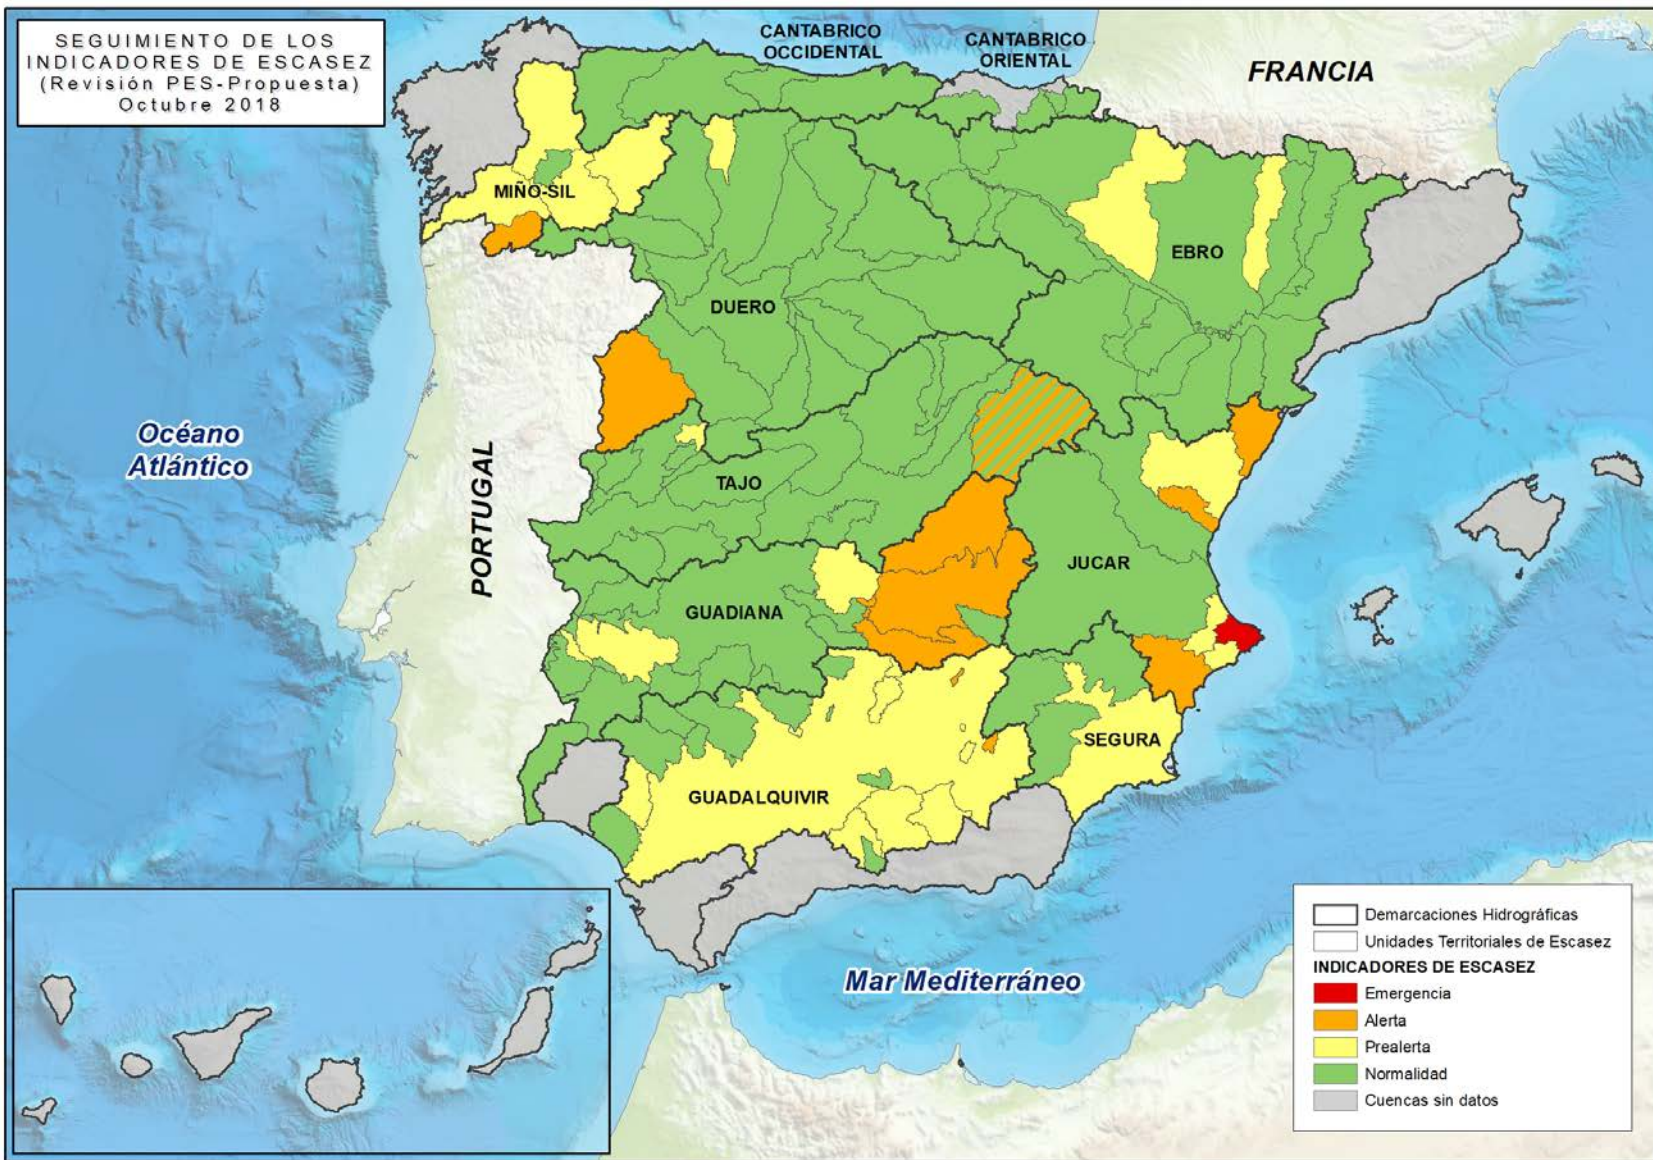 SEGUIMIENTO DE LOS
INDICADORES DE ESCASEZ
(Revisión PES-Propuesta)
Octubre 2018
CANTABRICO
OCCIDENTAL
CANTABRICO
ORIENTAL
FRANCIA
MIÑO-SIL
EBRO
DUERO
Océano
Atlántico
PORTUGAL
TAJO
JUCAR
GUADIANA
SEGURA
GUADALQUIVIR
Mar Mediterráneo
Demarcaciones Hidrográficas
Unidades Territoriales de Escasez
INDICADORES DE ESCASEZ
Emergencia
Alerta
Prealerta
Normalidad
Cuencas sin datos